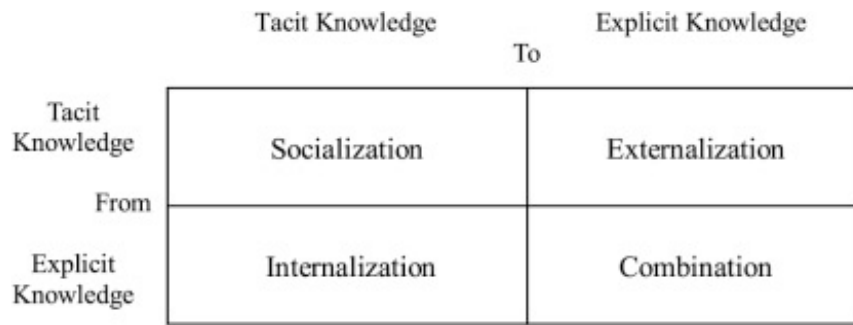 Tacit Knowledge Explicit Knowledge
To
Tacit
Knowledge
Socialization Externalization
From
Explicit
Knowledge
Internalization Combination